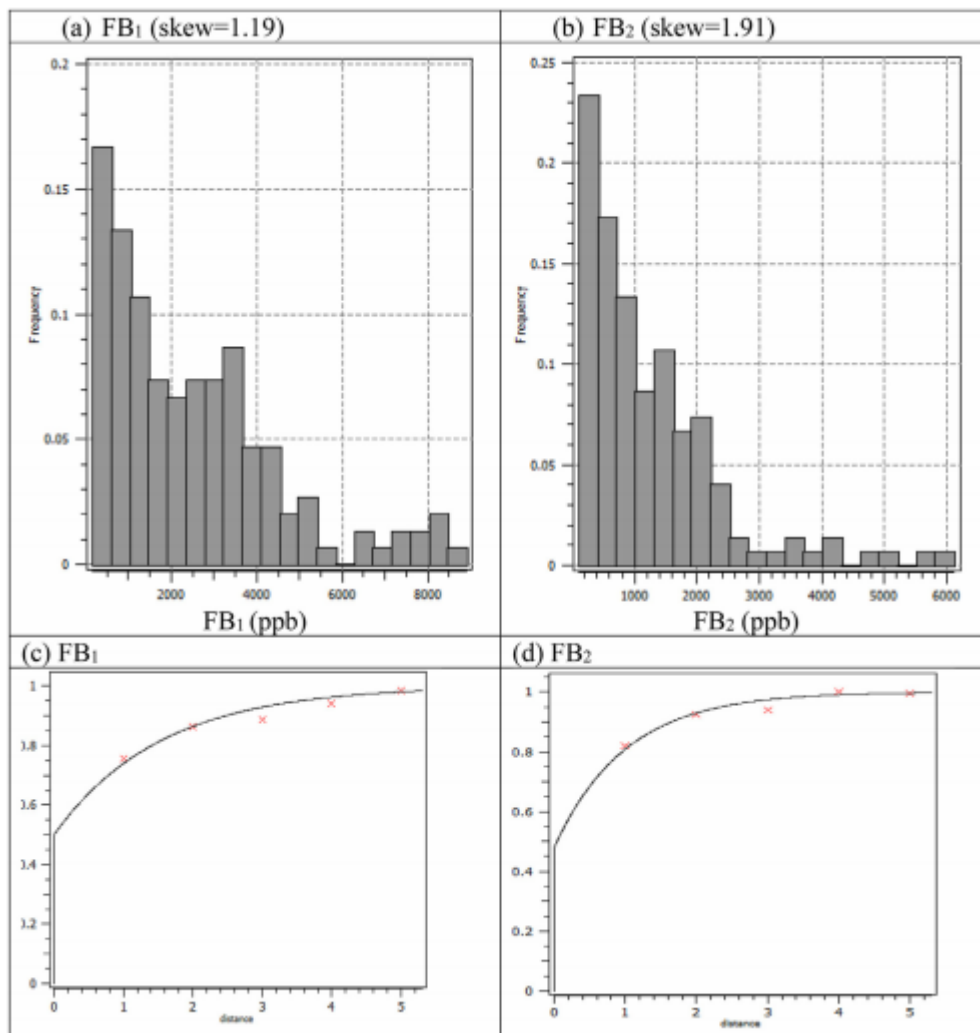 (a) FB₁ (skew=1.19)
(b) FB₂ (skew=1.91)
0.2
0.15
0.1
0.05
0
Frequency
2000 4000 6000 8000
FB₁ (ppb)
0.25
0.2
0.15
0.1
0.05
0
Frequency
1000 2000 3000 4000 5000 6000
FB₂ (ppb)
(c) FB₁
(d) FB₂
1
0.8
0.6
0.4
0.2
0
0 1 2 3 4 5
distance
1
0.8
0.6
0.4
0.2
0
0 1 2 3 4 5
distance